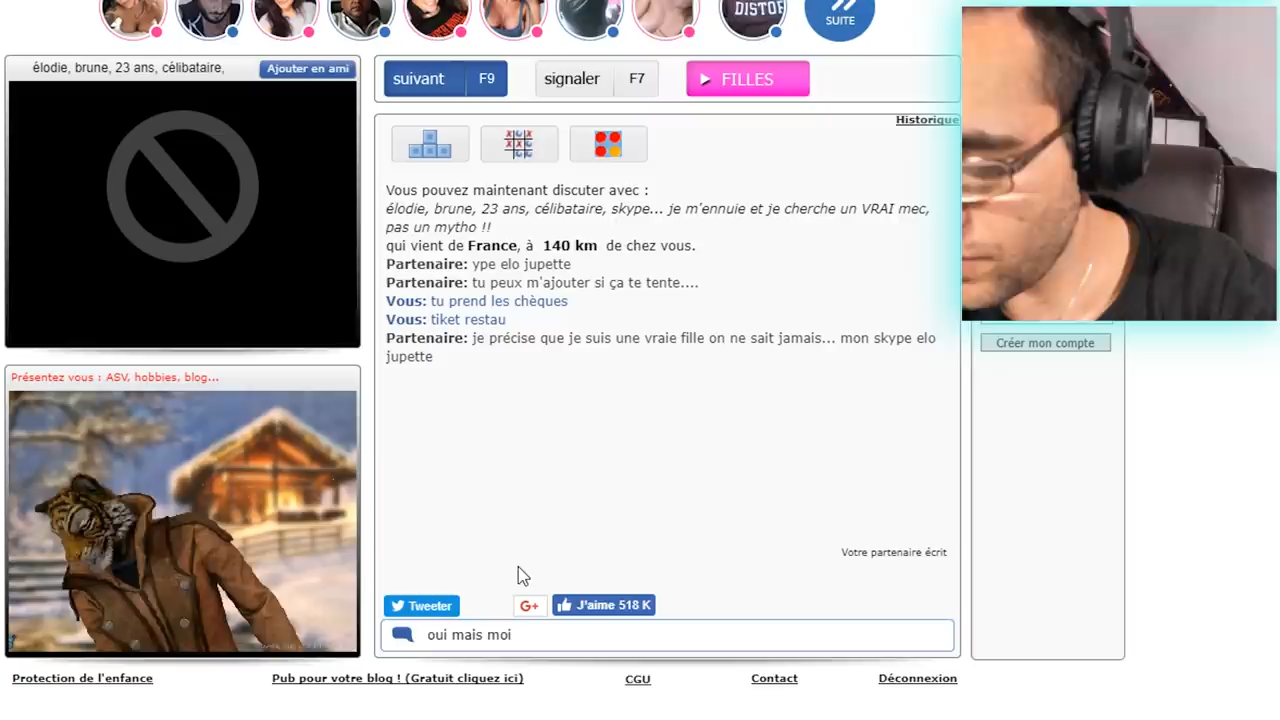 DISTOF
SUITE
élodie, brune, 23 ans, célibataire,
Ajouter en ami
suivant F9
signaler F7
FILLES
Historique
Vous pouvez maintenant discuter avec :
élodie, brune, 23 ans, célibataire, skype... je m'ennuie et je cherche un VRAI mec,
pas un mytho !!
qui vient de France, à 140 km de chez vous.
Partenaire: ype elo jupette
Partenaire: tu peux m'ajouter si ça te tente....
Vous: tu prend les chèques
Vous: tiket restau
Partenaire: je précise que je suis une vraie fille on ne sait jamais... mon skype elo
jupette
Créer mon compte
Présentez vous : ASV, hobbies, blog...
Votre partenaire écrit
Tweeter
G+
J'aime 518 K
oui mais moi
Protection de l'enfance
Pub pour votre blog ! (Gratuit cliquez ici)
CGU
Contact
Déconnexion